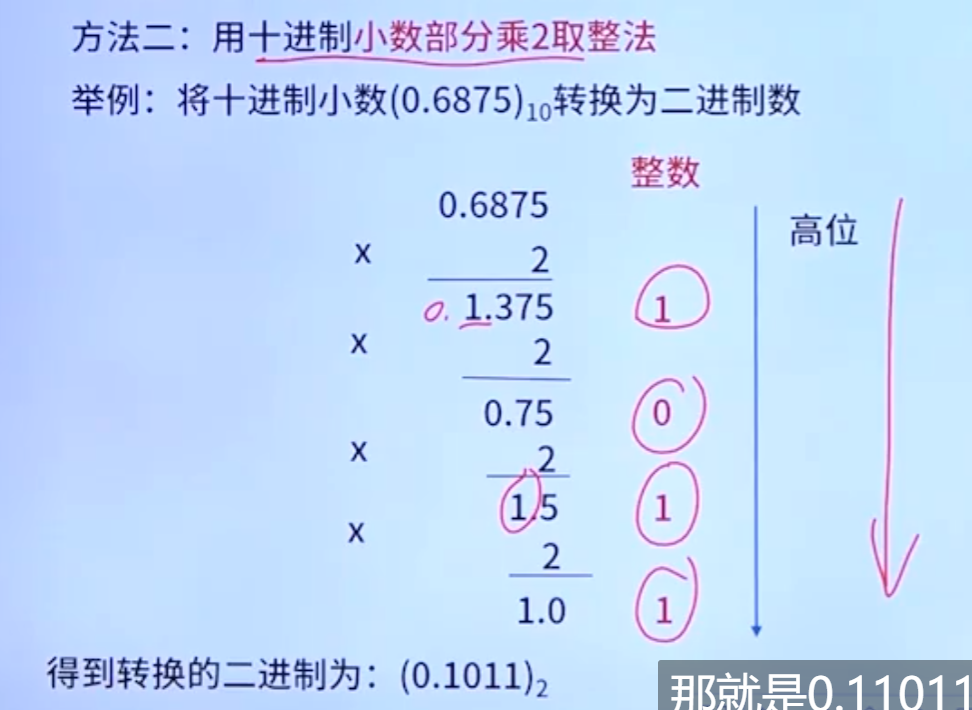 方法二：用十进制小数部分乘2取整法
举例：将十进制小数(0.6875)₁₀转换为二进制数
整数
0.6875
高位
x 2
0. 1.375 1
x 2
0.75 0
x 2
1.5 1
x 2
1.0 1
得到转换的二进制为：(0.1011)₂
那就是0.11011